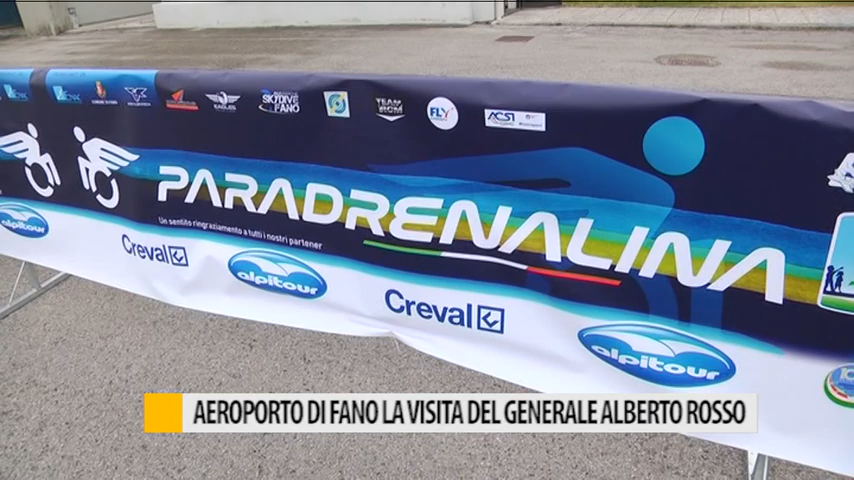 EAGLES
SKYDIVE
FANO
TEAM
FLY
ACSI
PARADRENALINA
Un sentito ringraziamento a tutti i nostri partener
Creval
alpitour
Creval
alpitour
AEROPORTO DI FANO LA VISITA DEL GENERALE ALBERTO ROSSO